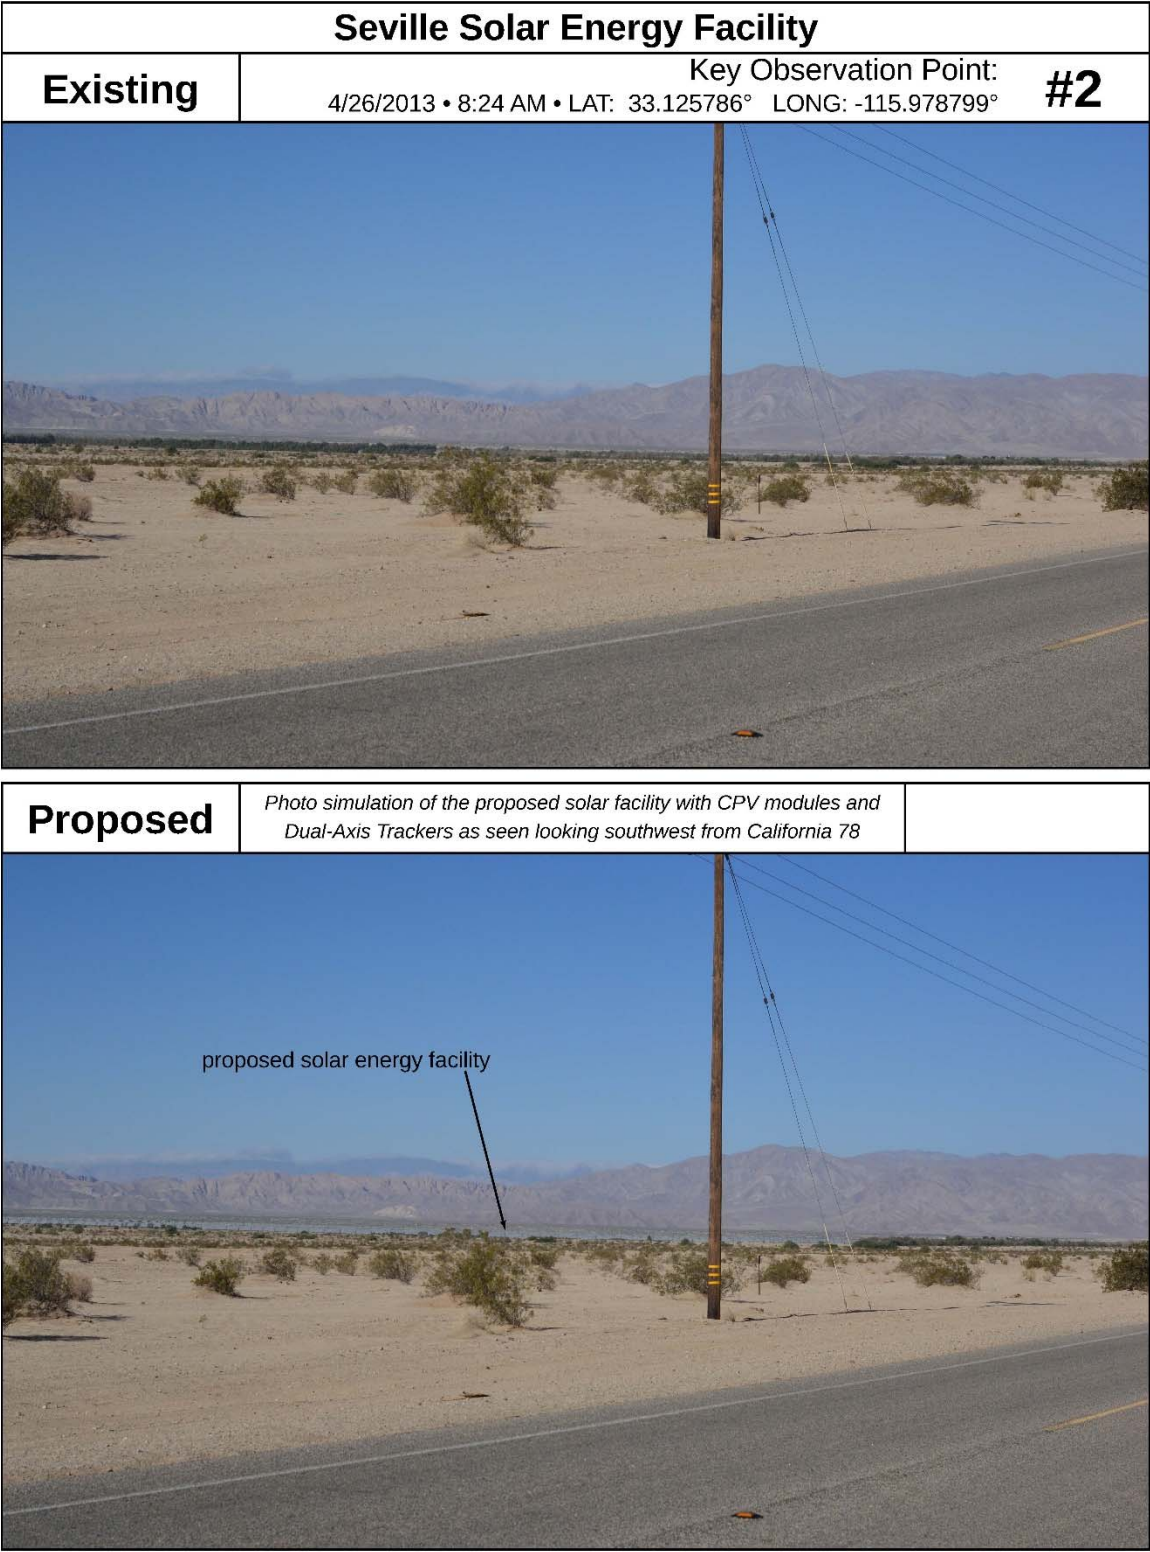 Seville Solar Energy Facility
Existing
Key Observation Point:
4/26/2013 • 8:24 AM • LAT: 33.125786° LONG: -115.978799°
#2
Proposed
Photo simulation of the proposed solar facility with CPV modules and
Dual-Axis Trackers as seen looking southwest from California 78
proposed solar energy facility